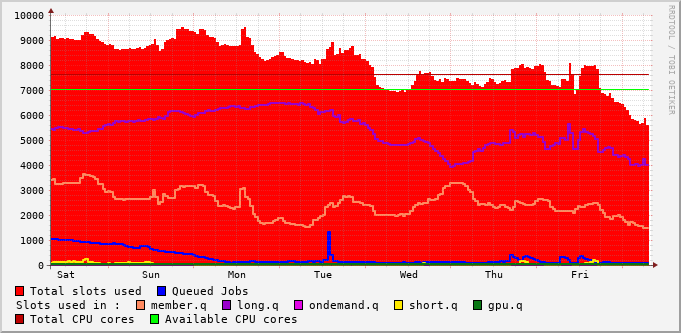 10000
9000
8000
7000
6000
5000
4000
3000
2000
1000
0
Sat Sun Mon Tue Wed Thu Fri
RRDTOOL / TOBI OETIKER
Total slots used Queued Jobs
Slots used in : member.q long.q ondemand.q short.q gpu.q
Total CPU cores Available CPU cores